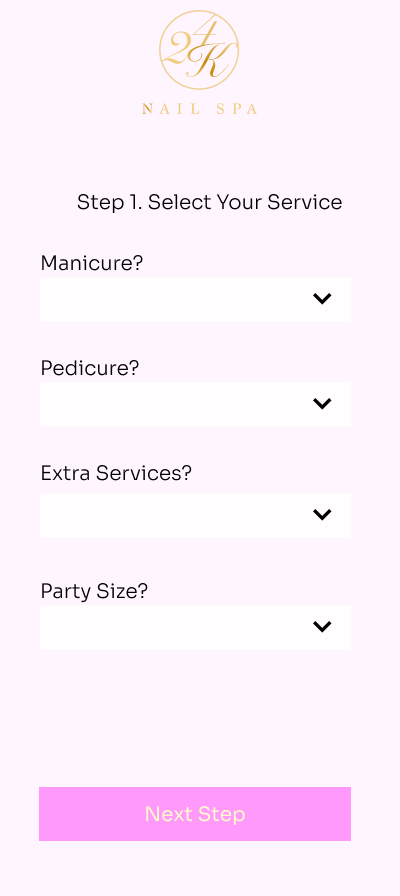 24K
NAIL SPA
Step 1. Select Your Service
Manicure?
Pedicure?
Extra Services?
Party Size?
Next Step